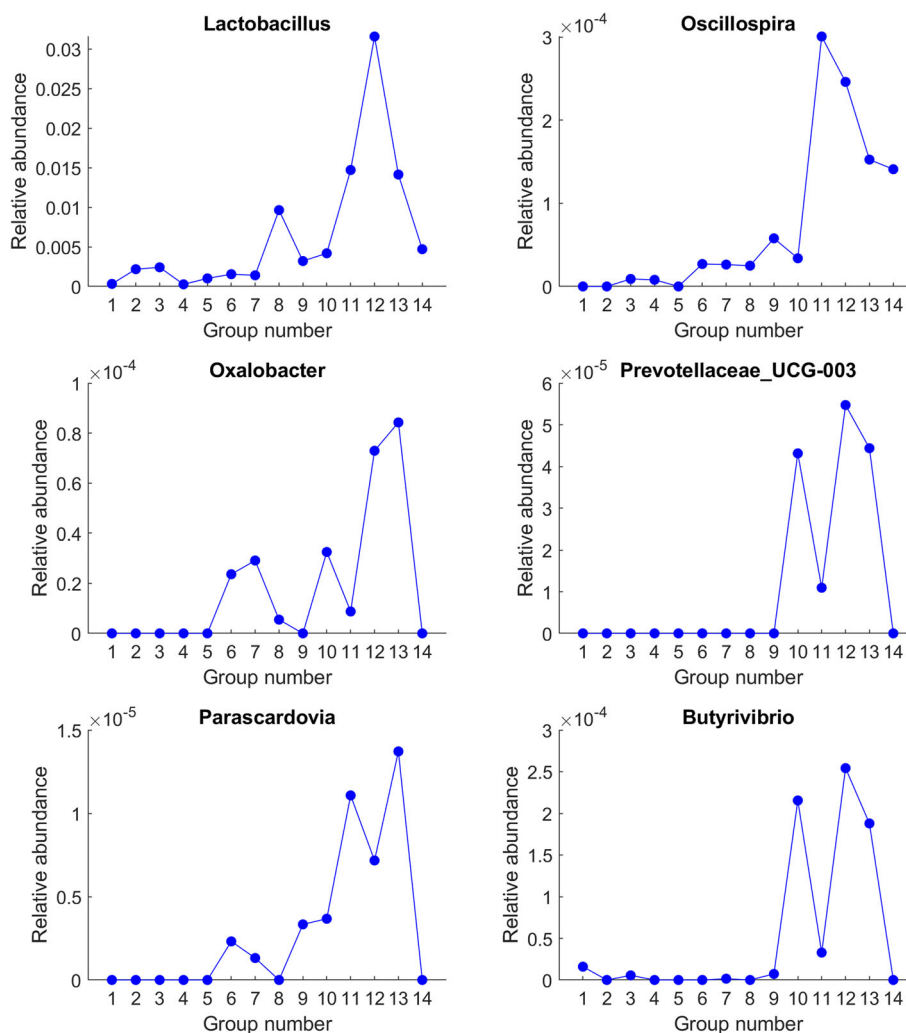 Lactobacillus
Relative abundance
0.03
0.025
0.02
0.015
0.01
0.005
0
1 2 3 4 5 6 7 8 9 10 11 12 13 14
Group number
Oscillospira
×10-4
Relative abundance
4
3
2
1
0
1 2 3 4 5 6 7 8 9 10 11 12 13 14
Group number
Oxalobacter
×10-4
Relative abundance
1
0.8
0.6
0.4
0.2
0
1 2 3 4 5 6 7 8 9 10 11 12 13 14
Group number
Prevotellaceae_UCG-003
×10-5
Relative abundance
6
5
4
3
2
1
0
1 2 3 4 5 6 7 8 9 10 11 12 13 14
Group number
Parascardovia
×10-5
Relative abundance
1.5
1
0.5
0
1 2 3 4 5 6 7 8 9 10 11 12 13 14
Group number
Butyrivibrio
×10-4
Relative abundance
3
2.5
2
1.5
1
0.5
0
1 2 3 4 5 6 7 8 9 10 11 12 13 14
Group number